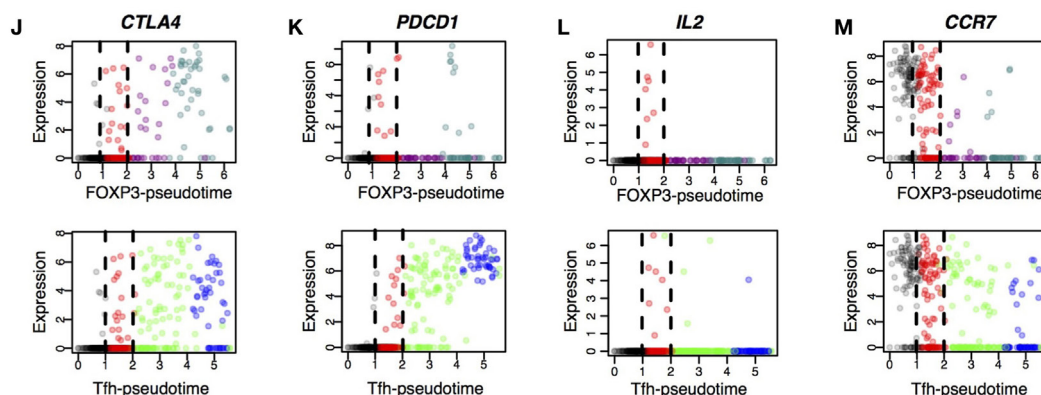 J CTLA4 K PDCD1 L IL2 M CCR7
Expression 0 2 4 6 8 Expression 0 2 4 6 Expression 0 1 2 3 4 5 6 Expression 0 2 4 6 8
0 1 2 3 4 5 6 0 1 2 3 4 5 6 0 1 2 3 4 5 6 0 1 2 3 4 5 6
FOXP3-pseudotime FOXP3-pseudotime FOXP3-pseudotime FOXP3-pseudotime
Expression 0 2 4 6 8 Expression 0 2 4 6 8 Expression 0 1 2 3 4 5 6 Expression 0 2 4 6 8
0 1 2 3 4 5 0 1 2 3 4 5 0 1 2 3 4 5 0 1 2 3 4 5
Tfh-pseudotime Tfh-pseudotime Tfh-pseudotime Tfh-pseudotime